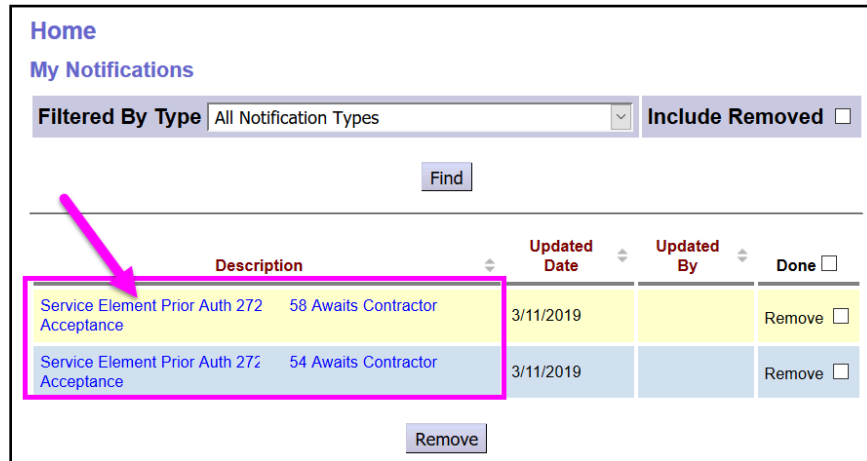 Home
My Notifications
Filtered By Type All Notification Types Include Removed
Find
Description Updated Date Updated By Done
Service Element Prior Auth 272 58 Awaits Contractor
Acceptance
3/11/2019 Remove
Service Element Prior Auth 272 54 Awaits Contractor
Acceptance
3/11/2019 Remove
Remove